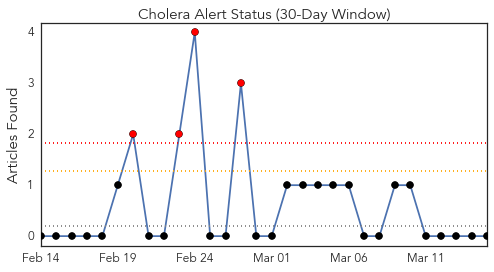 Cholera Alert Status (30-Day Window)
Articles Found
4
3
2
1
0
Feb 14
Feb 19
Feb 24
Mar 01
Mar 06
Mar 11